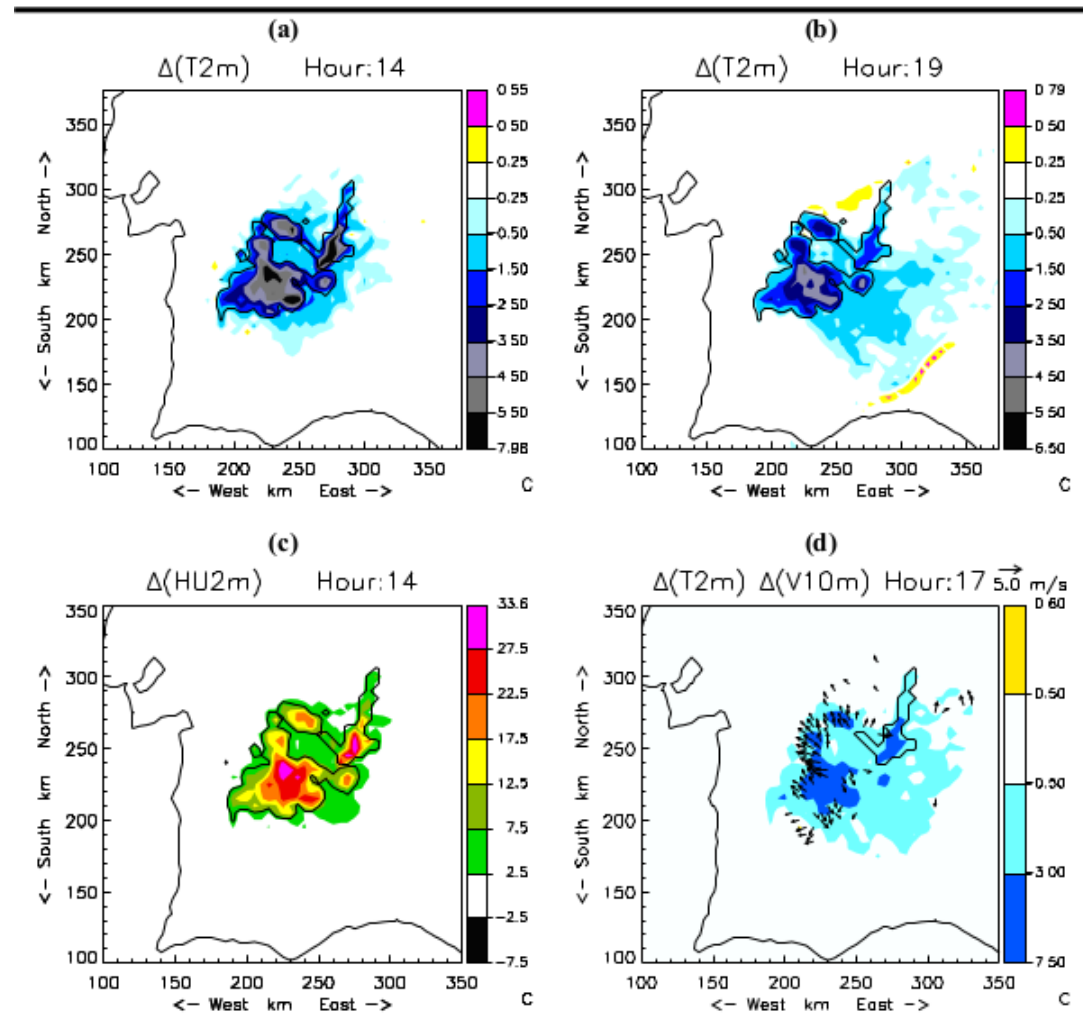 (a)
Δ(T2m) Hour:14
0.55
0.50
0.25
0.25
-0.50
-1.50
-2.50
-3.50
-4.50
-5.50
-7.98
C
350
300
250
200
150
100
<- South km North ->
100 150 200 250 300 350
<- West km East ->
(b)
Δ(T2m) Hour:19
0.79
0.50
0.25
0.25
-0.50
-1.50
-2.50
-3.50
-4.50
-5.50
-6.50
C
350
300
250
200
150
100
<- South km North ->
100 150 200 250 300 350
<- West km East ->
(c)
Δ(HU2m) Hour:14
33.6
27.5
22.5
17.5
12.5
7.5
2.5
-2.5
-7.5
C
350
300
250
200
150
100
<- South km North ->
100 150 200 250 300 350
<- West km East ->
(d)
Δ(T2m) Δ(V10m) Hour:17 5.0 m/s
0.60
0.50
0.50
-3.00
7.50
C
350
300
250
200
150
100
<- South km North ->
100 150 200 250 300 350
<- West km East ->